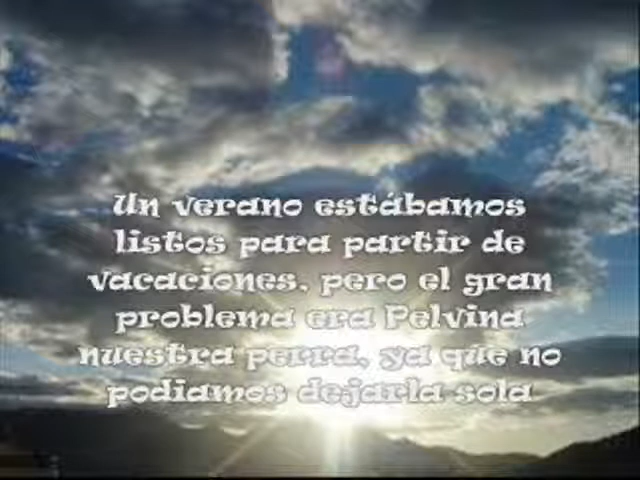 Un verano estábamos
listos para partir de
vacaciones, pero el gran
problema era Pelvina
nuestra perra, ya que no
podiamos dejarla sola